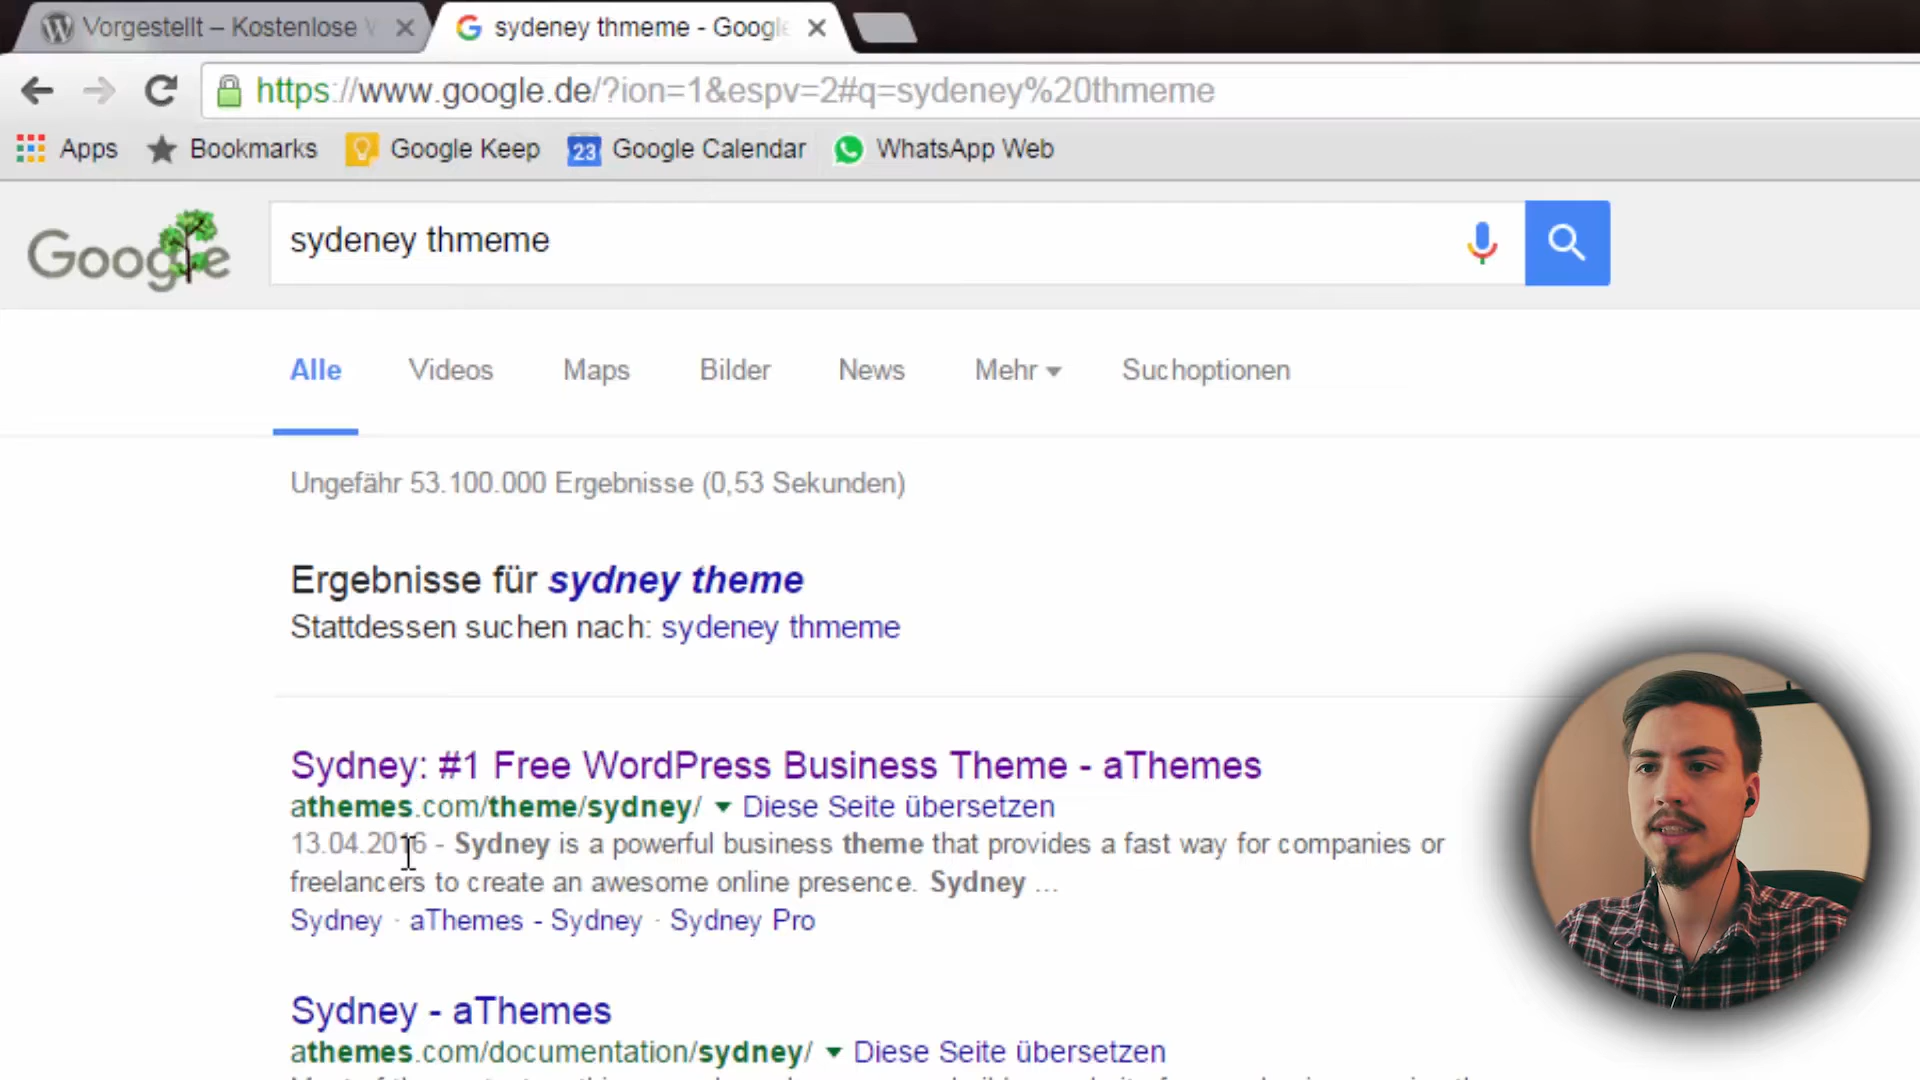 Vorgestellt – Kostenlose
sydeney thmeme - Google
https://www.google.de/?ion=1&espv=2#q=sydeney%20thmeme
Apps Bookmarks Google Keep 23 Google Calendar WhatsApp Web
Google sydeney thmeme
Alle Videos Maps Bilder News Mehr Suchoptionen
Ungefähr 53.100.000 Ergebnisse (0,53 Sekunden)
Ergebnisse für sydney theme
Stattdessen suchen nach: sydeney thmeme
Sydney: #1 Free WordPress Business Theme - aThemes
athemes.com/theme/sydney/ Diese Seite übersetzen
13.04.2016 - Sydney is a powerful business theme that provides a fast way for companies or
freelancers to create an awesome online presence. Sydney ...
Sydney · aThemes - Sydney · Sydney Pro
Sydney - aThemes
athemes.com/documentation/sydney/ Diese Seite übersetzen